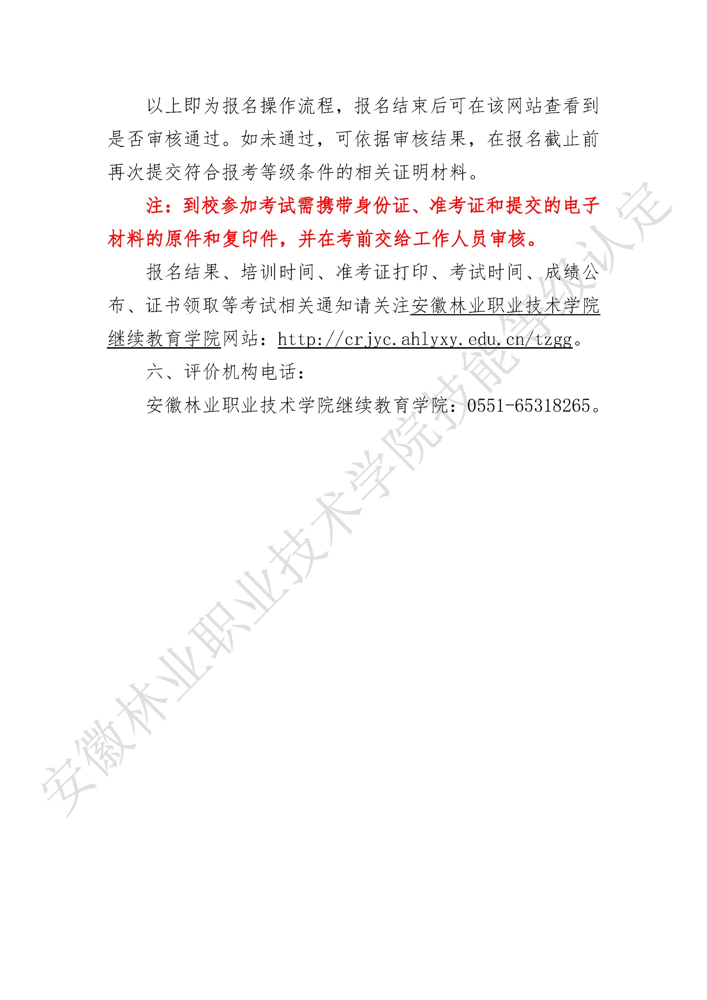 以上即为报名操作流程，报名结束后可在该网站查看到
是否审核通过。如未通过，可依据审核结果，在报名截止前
再次提交符合报考等级条件的相关证明材料。
注：到校参加考试需携带身份证、准考证和提交的电子
材料的原件和复印件，并在考前交给工作人员审核。
报名结果、培训时间、准考证打印、考试时间、成绩公
布、证书领取等考试相关通知请关注安徽林业职业技术学院
继续教育学院网站：http://crjyc.ahlyxy.edu.cn/tzgg。
六、评价机构电话：
安徽林业职业技术学院继续教育学院：0551-65318265。
安徽林业职业技术学院技能等级认定